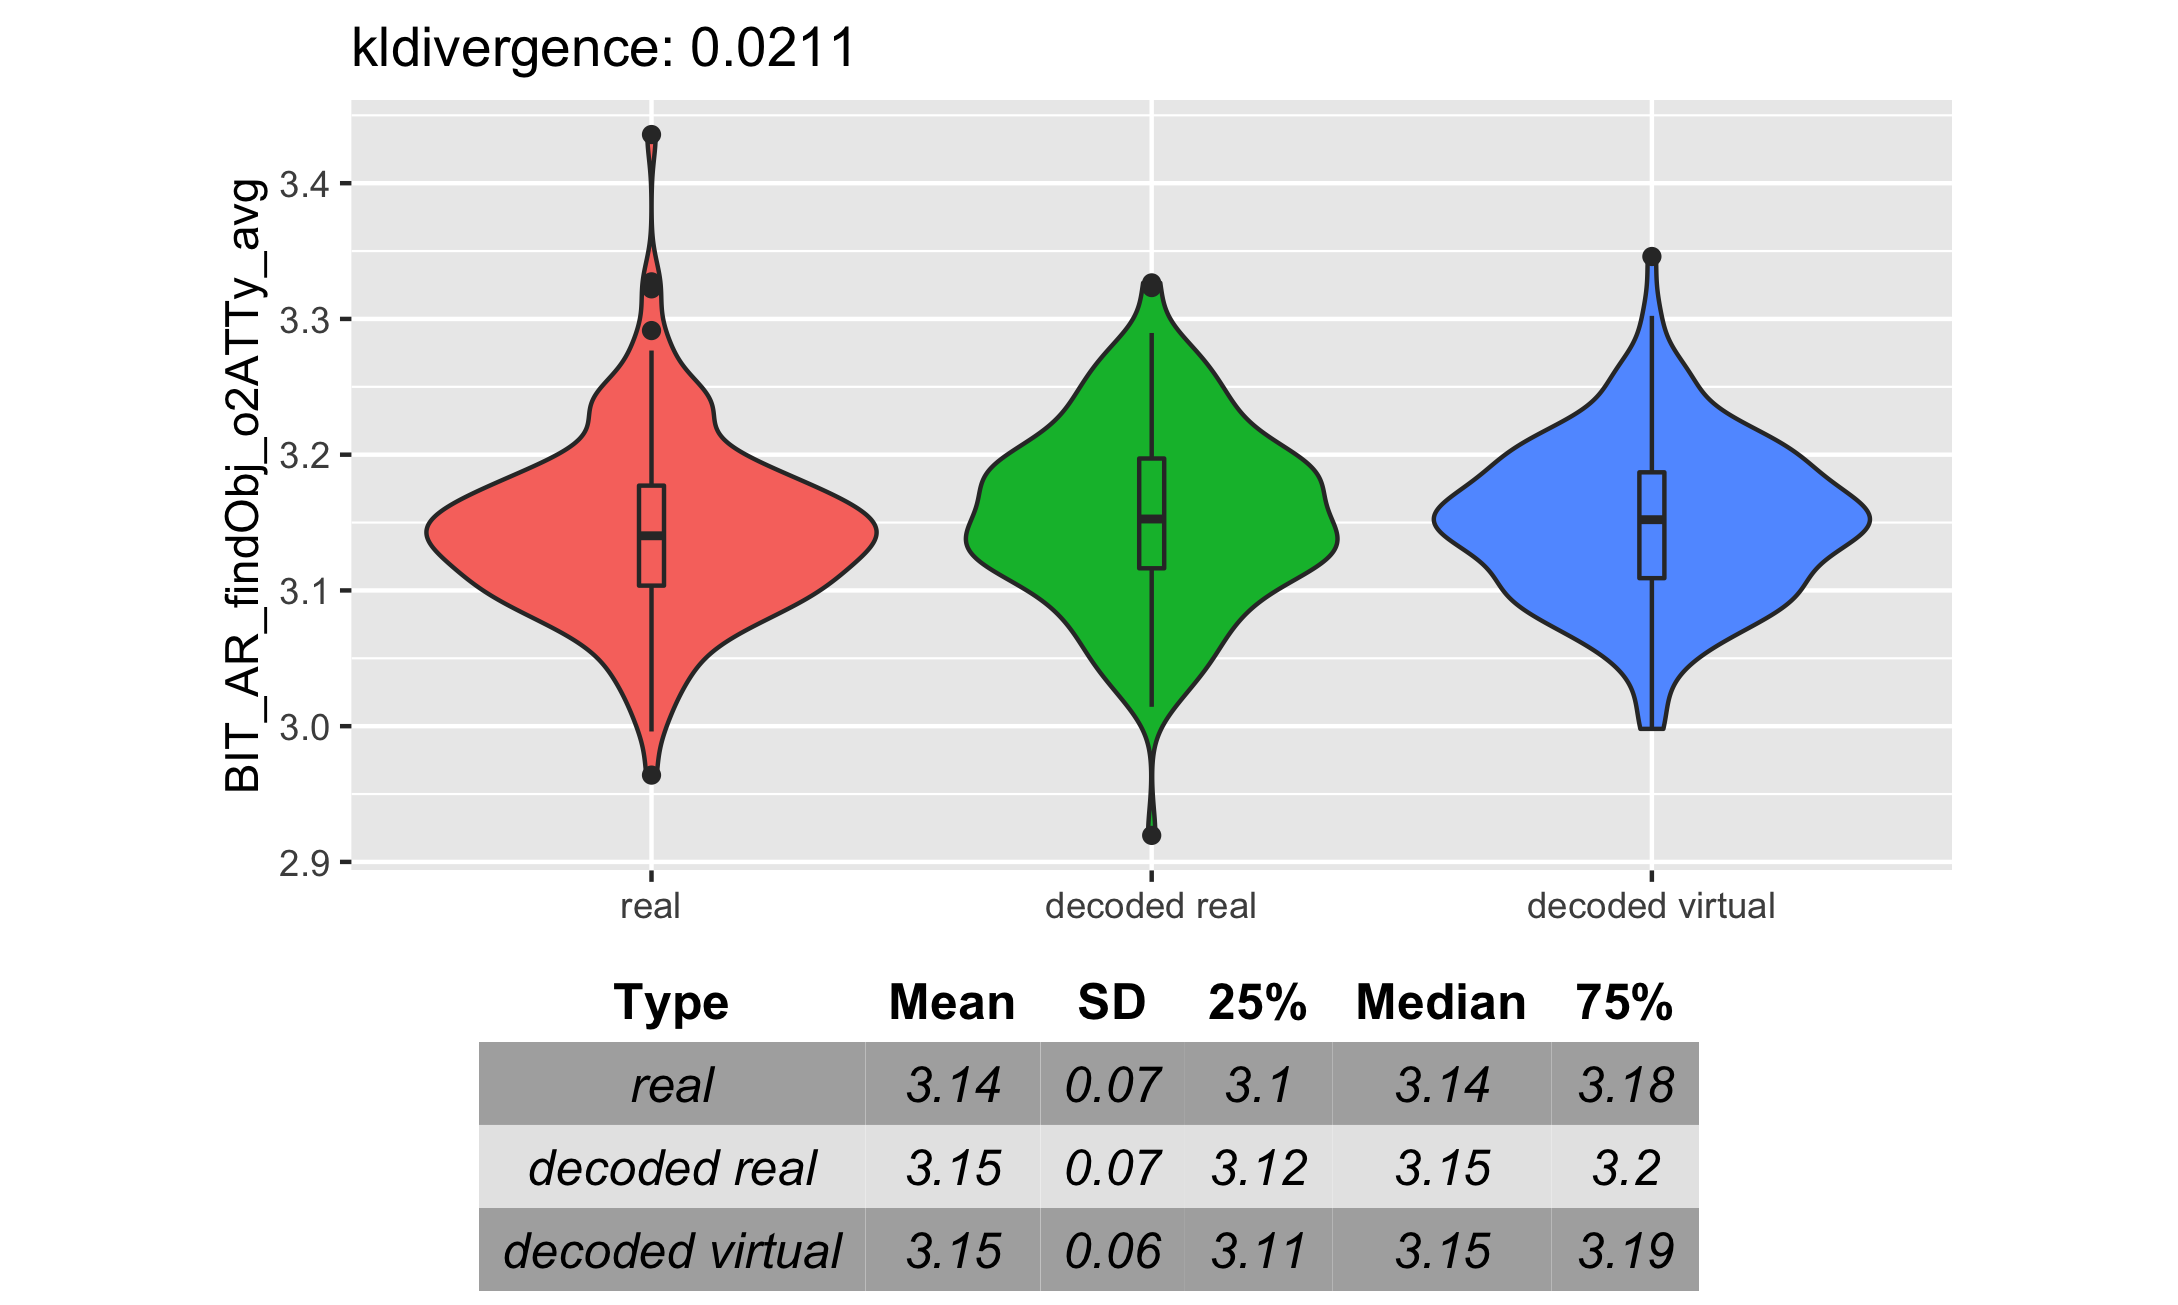 kldivergence: 0.0211
BIT_AR_findObj_o2ATTy_avg
3.4
3.3
3.2
3.1
3.0
2.9
real decoded real decoded virtual
Type Mean SD 25% Median 75%
real 3.14 0.07 3.1 3.14 3.18
decoded real 3.15 0.07 3.12 3.15 3.2
decoded virtual 3.15 0.06 3.11 3.15 3.19